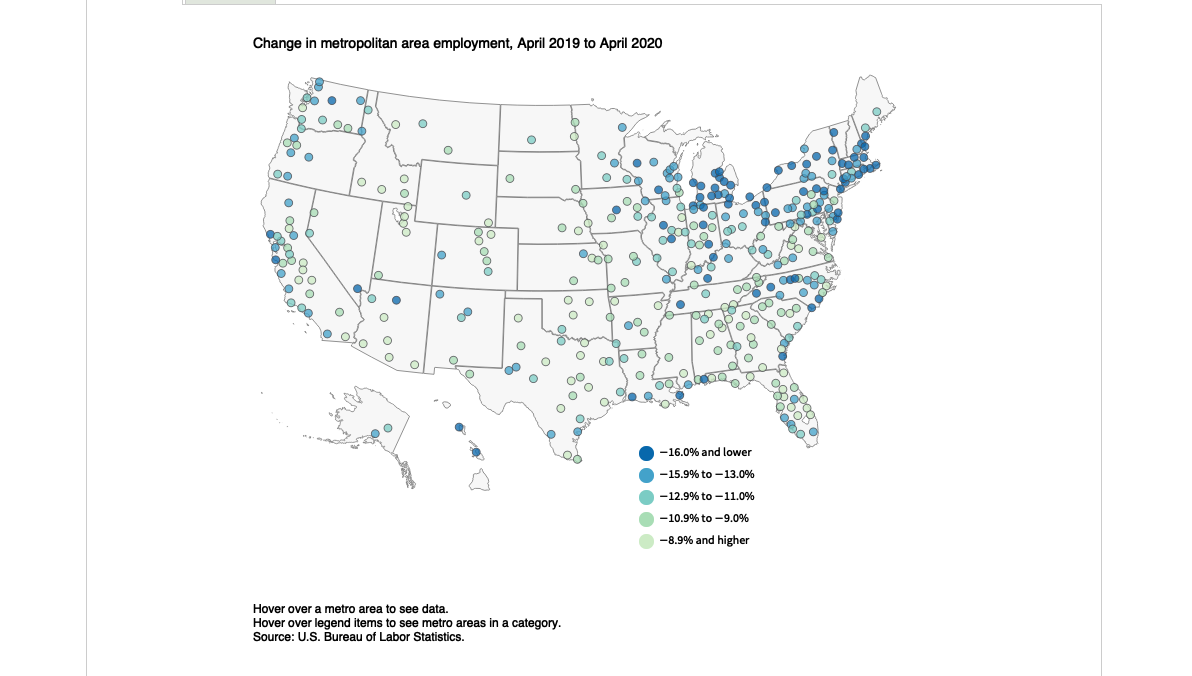 Change in metropolitan area employment, April 2019 to April 2020
−16.0% and lower
−15.9% to −13.0%
−12.9% to −11.0%
−10.9% to −9.0%
−8.9% and higher
Hover over a metro area to see data.
Hover over legend items to see metro areas in a category.
Source: U.S. Bureau of Labor Statistics.